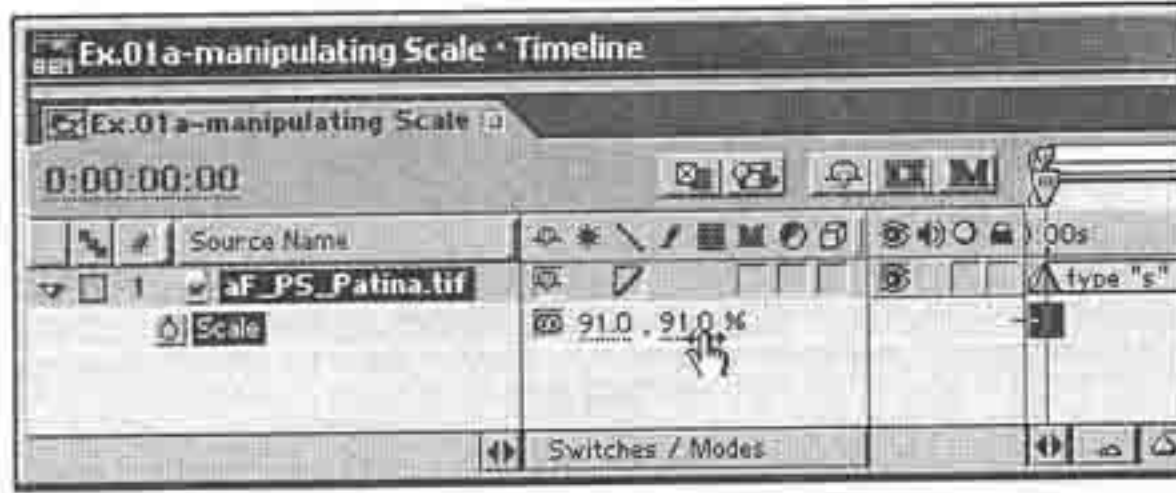 Ex.01a-manipulating Scale • Timeline
Ex.01a-manipulating Scale
0:00:00:00
# Source Name
:00s
1 aF_PS_Patina.tif
type "s"
Scale
91.0 , 91.0 %
Switches / Modes